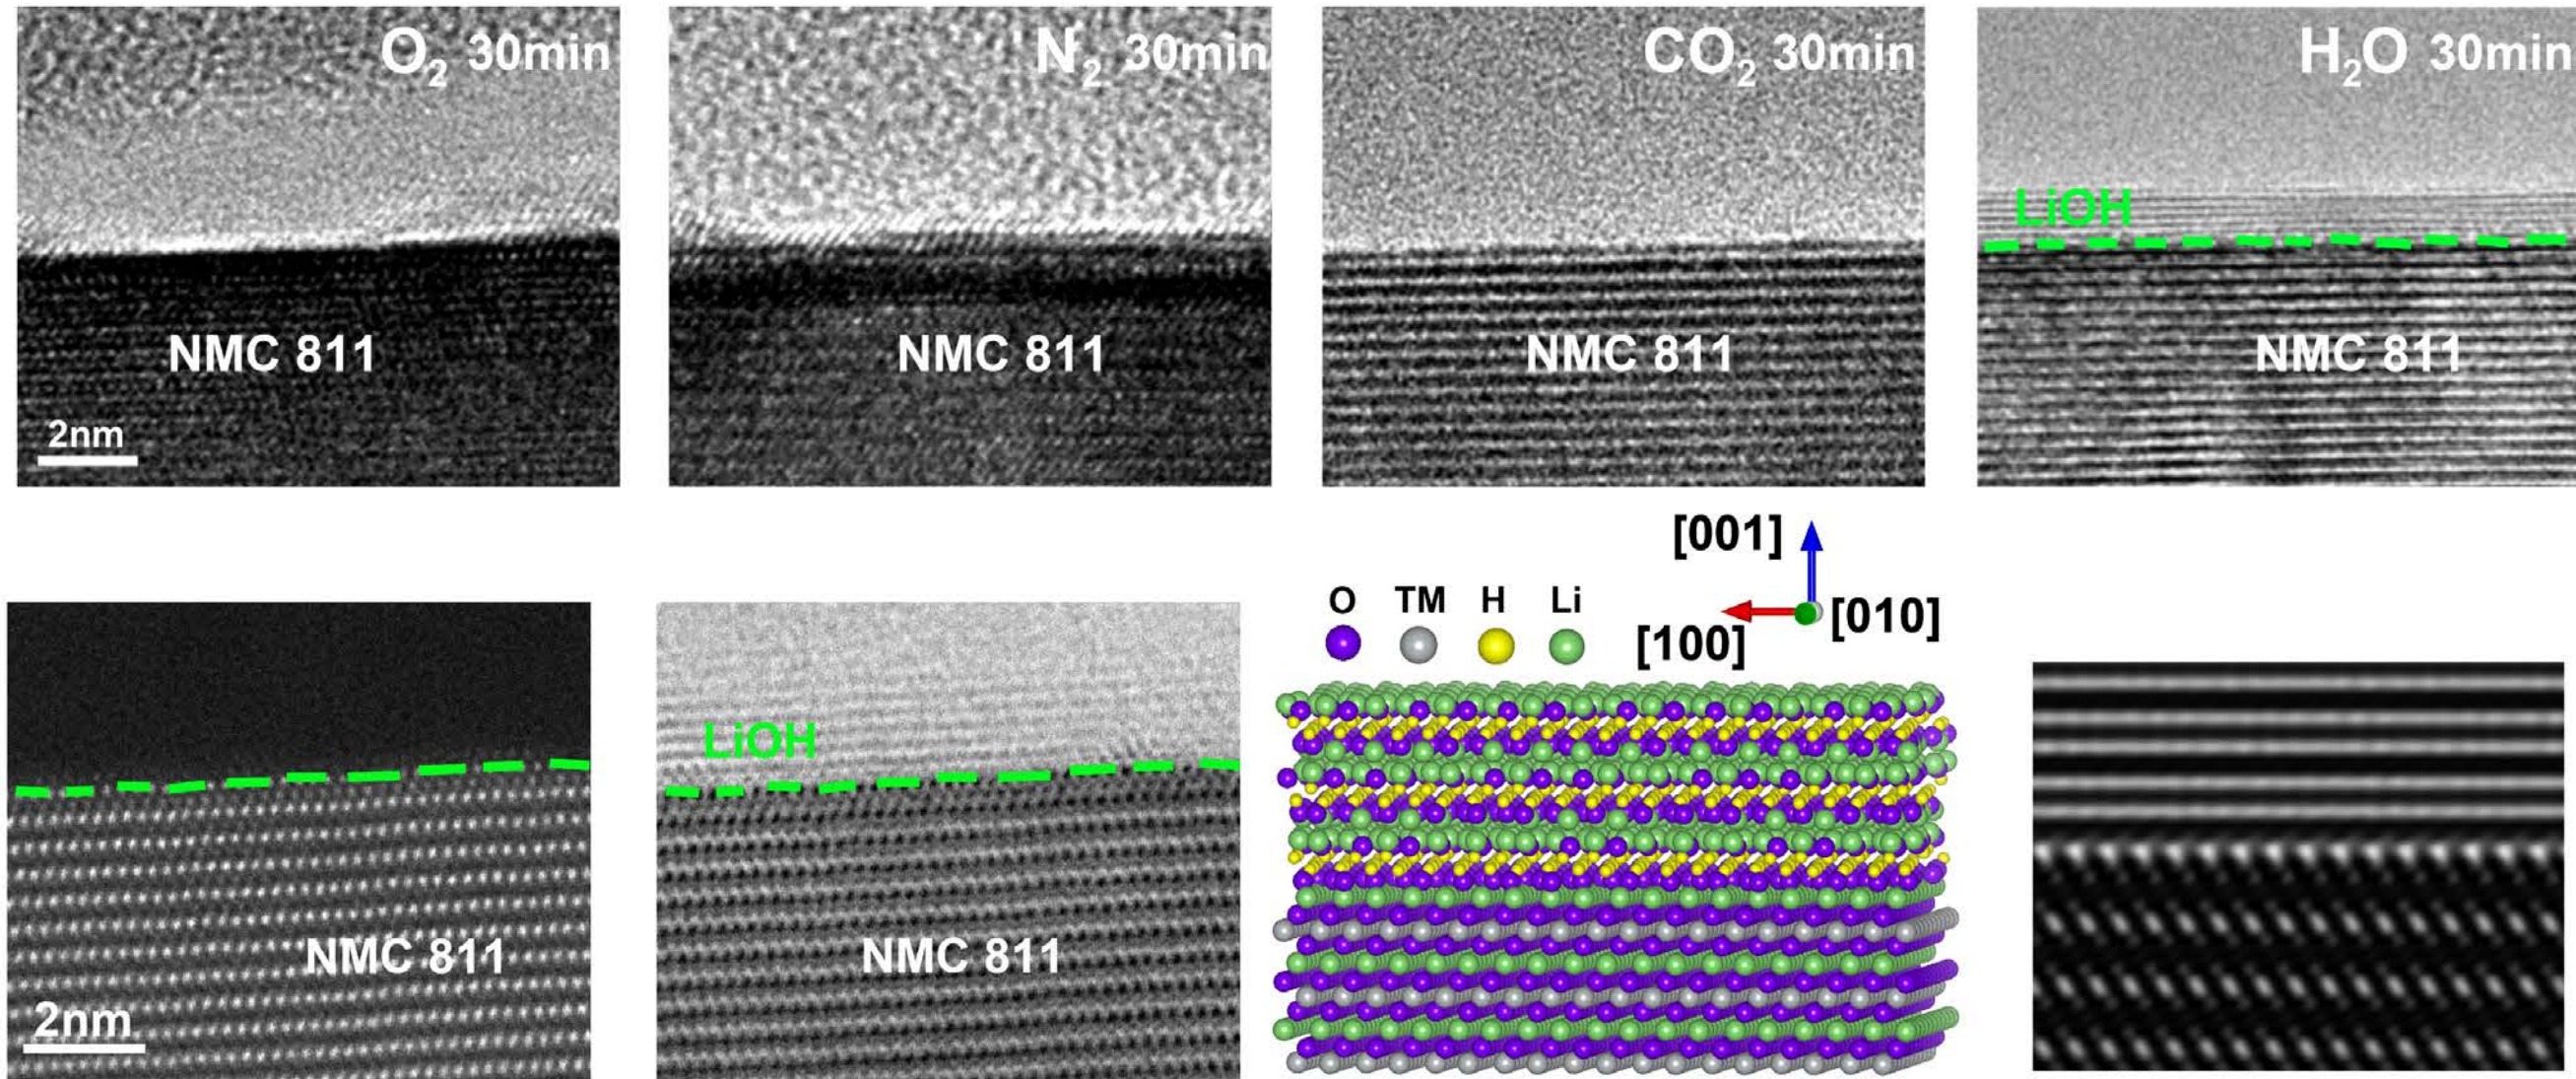 O₂ 30min
N₂ 30min
CO₂ 30min
H₂O 30min
LiOH
NMC 811
NMC 811
NMC 811
NMC 811
2nm
[001]
O TM H Li
[100]
[010]
LiOH
NMC 811
NMC 811
2nm